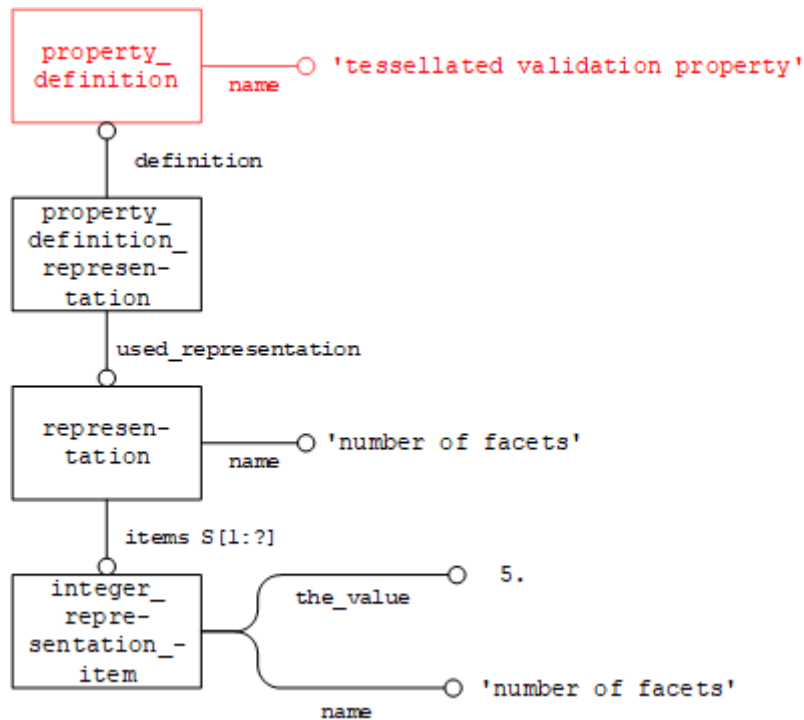 property_
definition
name
'tessellated validation property'
definition
property_
definition_
represen-
tation
used_representation
represen-
tation
name
'number of facets'
items S[1:?]
integer_
repre-
sentation_-
item
the_value
5.
name
'number of facets'